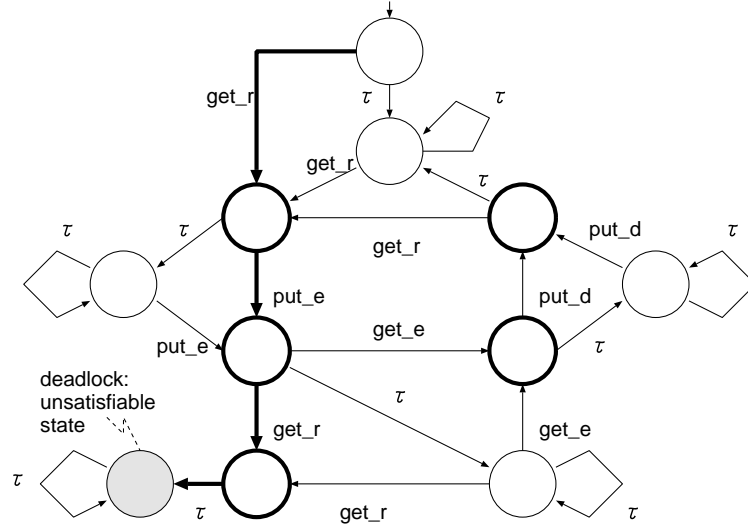 get_r
τ
τ
get_r
τ
τ
τ
get_r
put_d
τ
put_e
put_d
put_e
get_e
τ
deadlock:
unsatisfiable
state
τ
get_r
get_e
τ
τ
get_r
τ